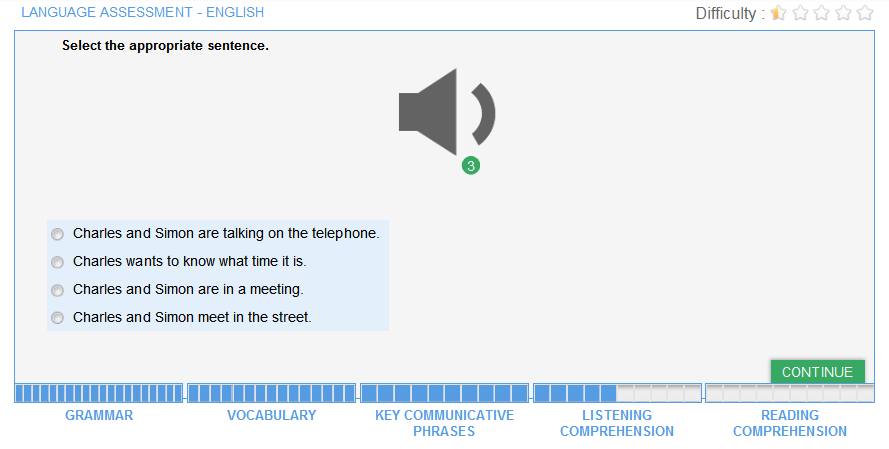 LANGUAGE ASSESSMENT - ENGLISH
Difficulty :
Select the appropriate sentence.
3
Charles and Simon are talking on the telephone.
Charles wants to know what time it is.
Charles and Simon are in a meeting.
Charles and Simon meet in the street.
CONTINUE
GRAMMAR
VOCABULARY
KEY COMMUNICATIVE
PHRASES
LISTENING
COMPREHENSION
READING
COMPREHENSION